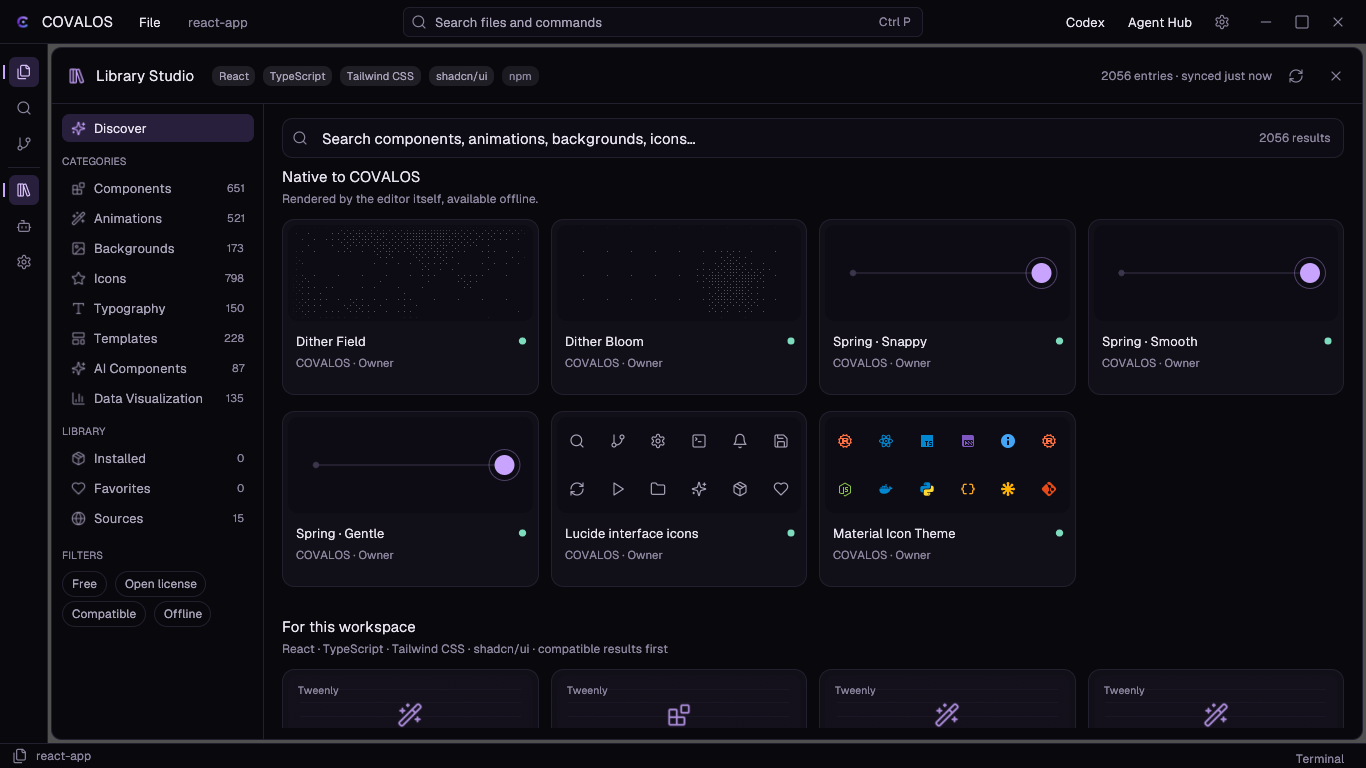 COVALOS File react-app Search files and commands Ctrl P Codex Agent Hub
Library Studio React TypeScript Tailwind CSS shadcn/ui npm 2056 entries · synced just now
Discover
CATEGORIES
Components 651
Animations 521
Backgrounds 173
Icons 798
Typography 150
Templates 228
AI Components 87
Data Visualization 135
LIBRARY
Installed 0
Favorites 0
Sources 15
FILTERS
Free Open license
Compatible Offline
Search components, animations, backgrounds, icons... 2056 results
Native to COVALOS
Rendered by the editor itself, available offline.
Dither Field
COVALOS · Owner
Dither Bloom
COVALOS · Owner
Spring · Snappy
COVALOS · Owner
Spring · Smooth
COVALOS · Owner
Spring · Gentle
COVALOS · Owner
Lucide interface icons
COVALOS · Owner
TS
JS
Material Icon Theme
COVALOS · Owner
For this workspace
React · TypeScript · Tailwind CSS · shadcn/ui · compatible results first
Tweenly
Tweenly
Tweenly
Tweenly
react-app Terminal